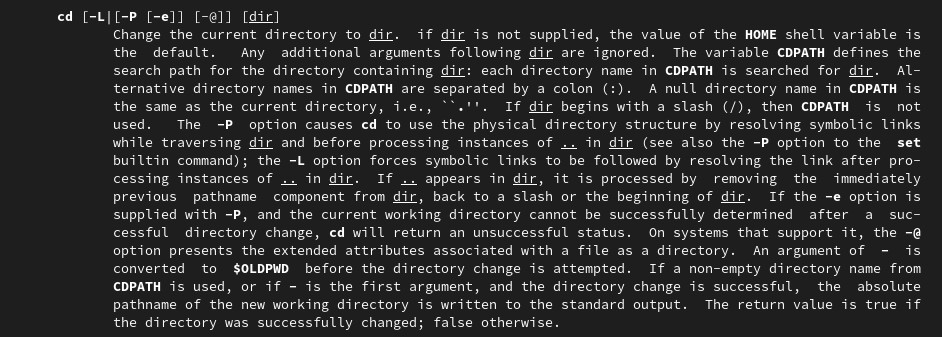 cd [-L|[-P [-e]] [-@]] [dir]
Change the current directory to dir.  if dir is not supplied, the value of the HOME shell variable is
the  default.   Any  additional arguments following dir are ignored.  The variable CDPATH defines the
search path for the directory containing dir: each directory name in CDPATH is searched for dir.  Al-
ternative directory names in CDPATH are separated by a colon (:).  A null directory name in CDPATH is
the same as the current directory, i.e., ``.''.  If dir begins with a slash (/), then CDPATH  is  not
used.   The  -P  option causes cd to use the physical directory structure by resolving symbolic links
while traversing dir and before processing instances of .. in dir (see also the -P option to the  set
builtin command); the -L option forces symbolic links to be followed by resolving the link after pro-
cessing instances of .. in dir.  If .. appears in dir, it is processed by  removing  the  immediately
previous  pathname  component from dir, back to a slash or the beginning of dir.  If the -e option is
supplied with -P, and the current working directory cannot be successfully determined  after  a  suc-
cessful  directory change, cd will return an unsuccessful status.  On systems that support it, the -@
option presents the extended attributes associated with a file as a directory.  An argument of  -  is
converted  to  $OLDPWD  before the directory change is attempted.  If a non-empty directory name from
CDPATH is used, or if - is the first argument, and the directory change is successful,  the  absolute
pathname of the new working directory is written to the standard output.  The return value is true if
the directory was successfully changed; false otherwise.